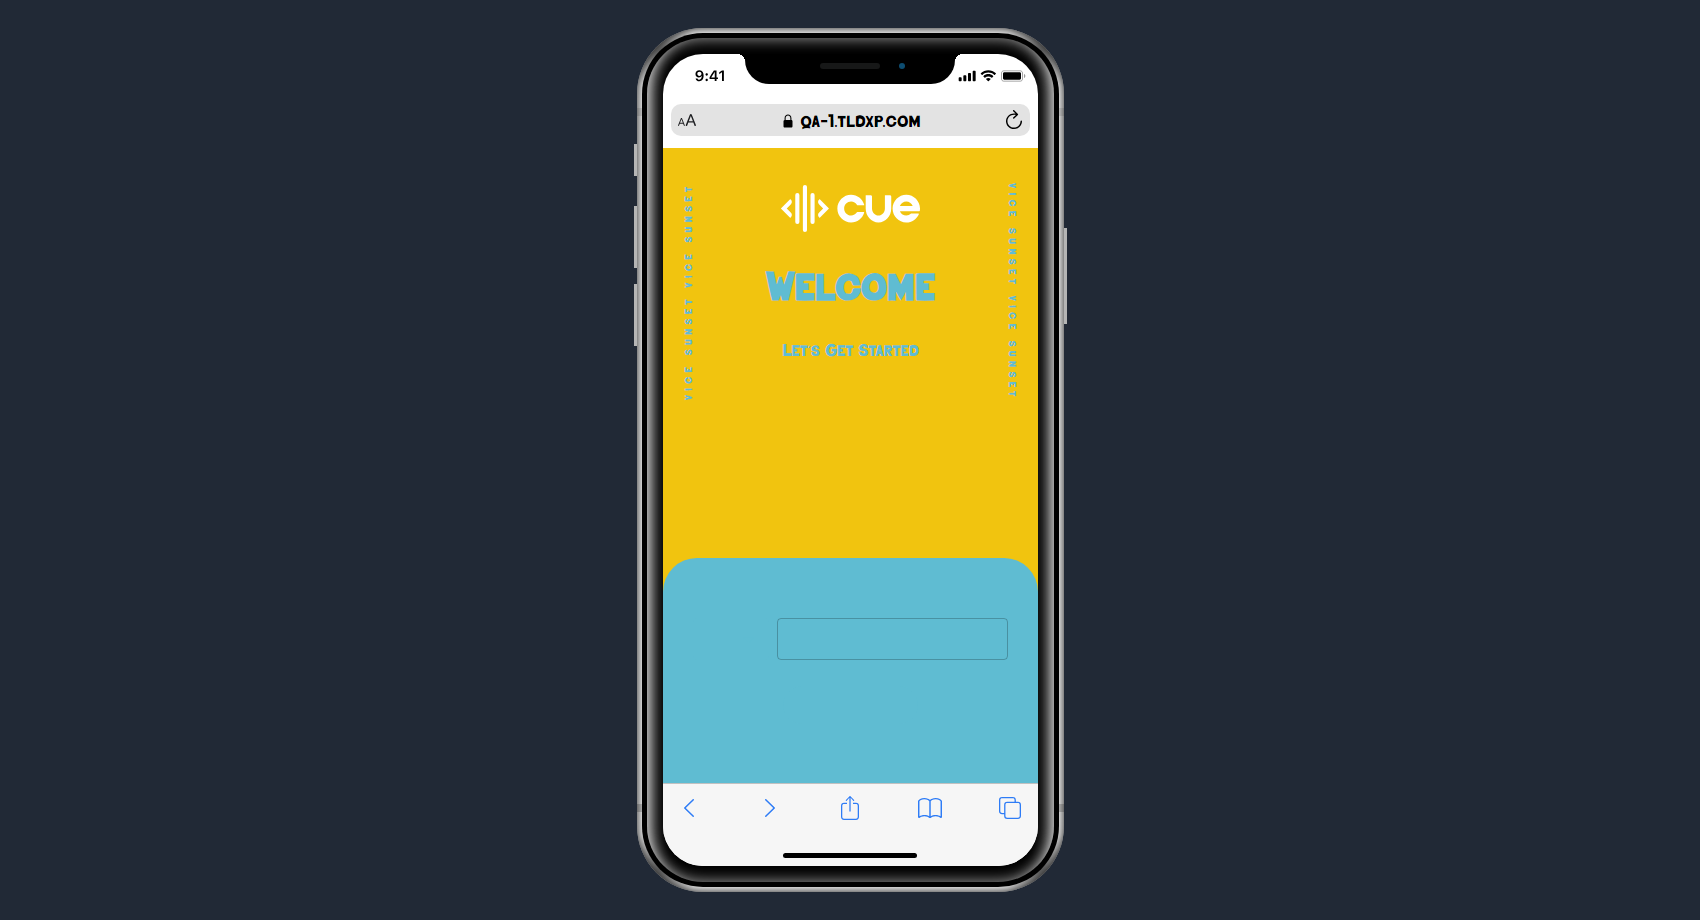 9:41
AA
QA-1.TLDXP.COM
cue
WELCOME
LET'S GET STARTED
VICE SUNSET VICE SUNSET
VICE SUNSET VICE SUNSET